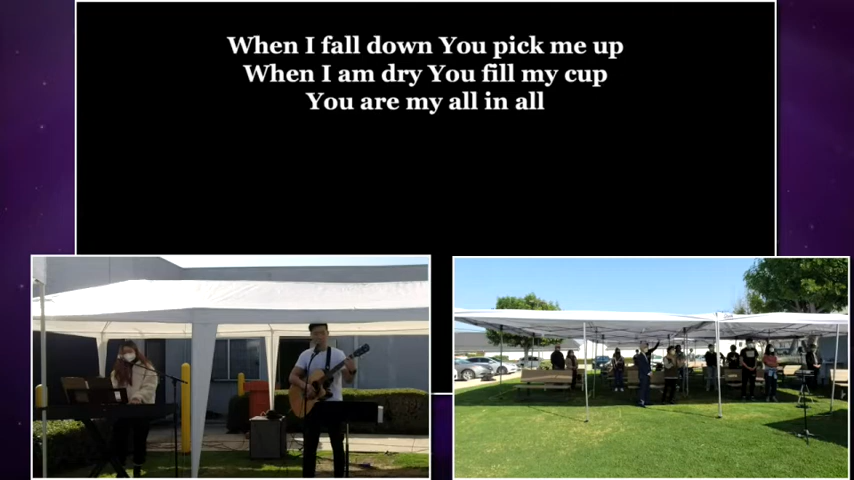 When I fall down You pick me up
When I am dry You fill my cup
You are my all in all